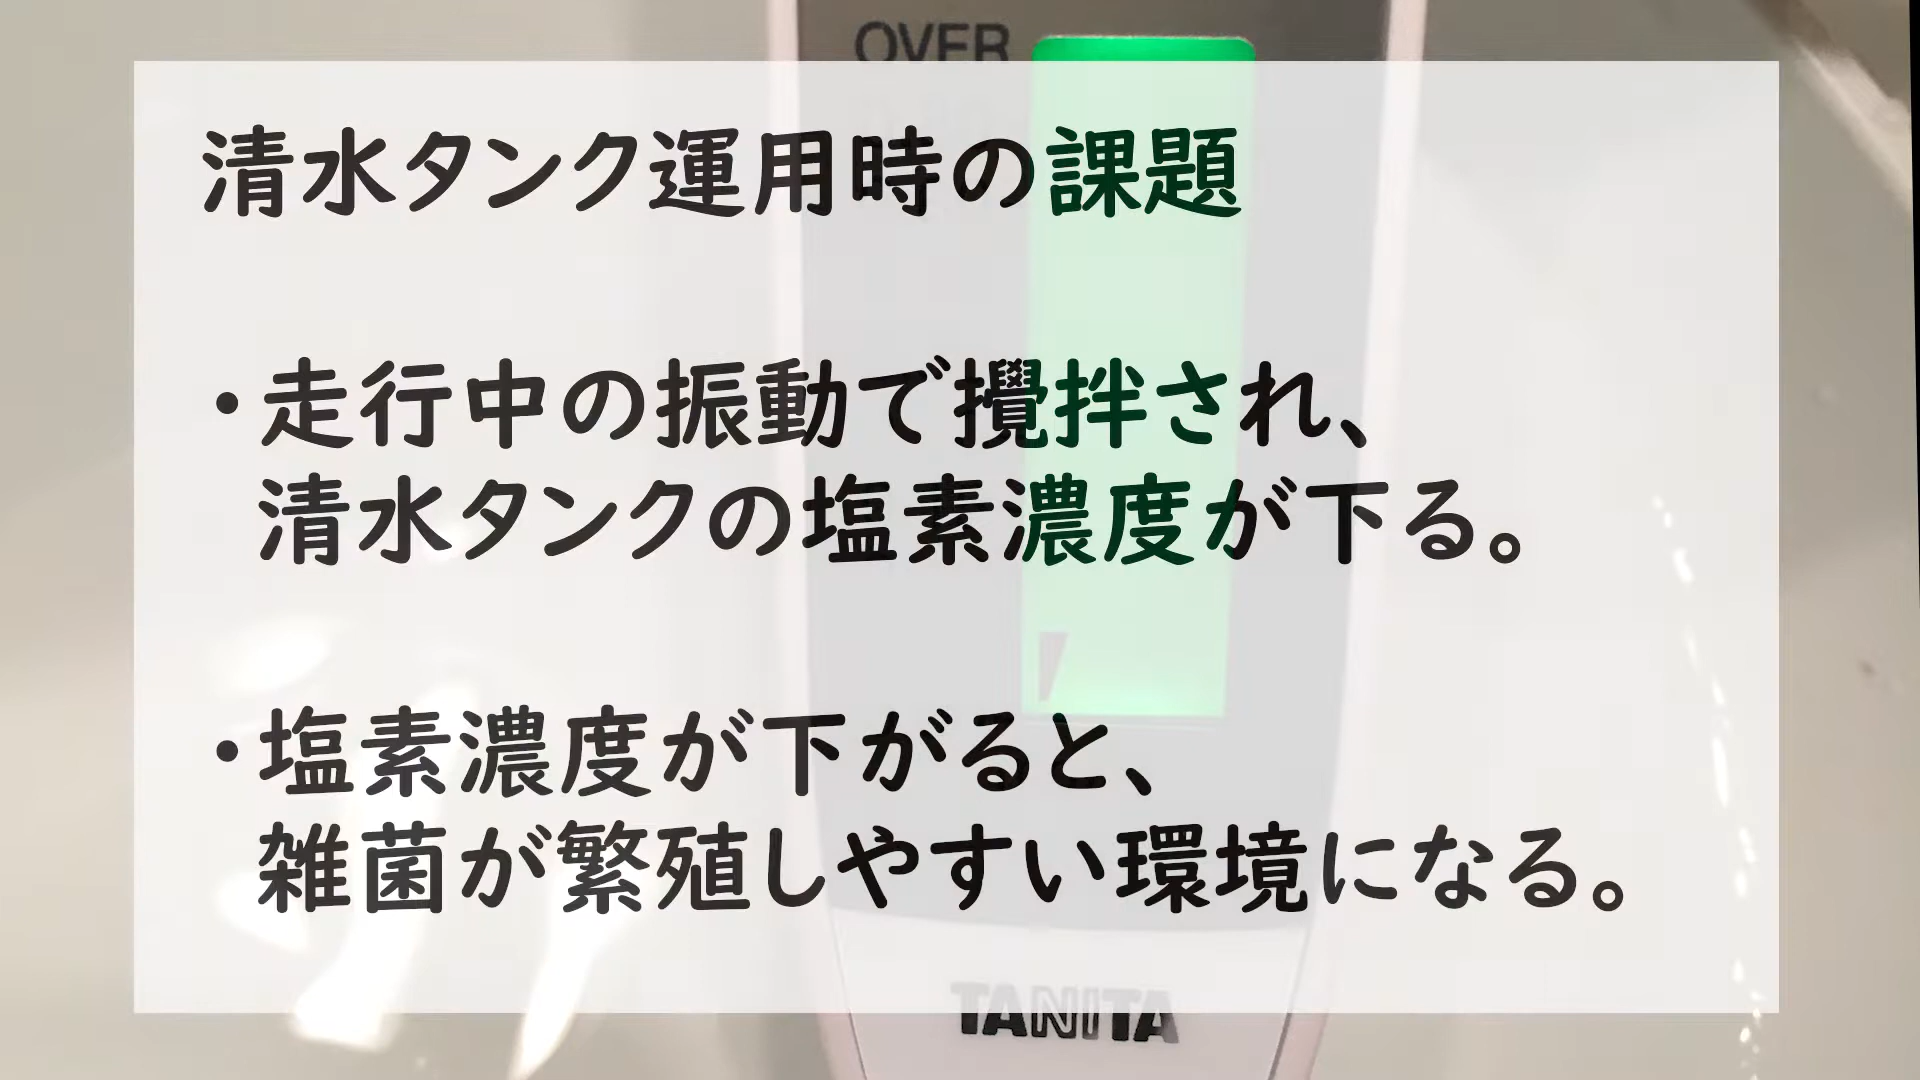 OVER
清水タンク運用時の課題
・走行中の振動で攪拌され、
清水タンクの塩素濃度が下る。
・塩素濃度が下がると、
雑菌が繁殖しやすい環境になる。
TANITA